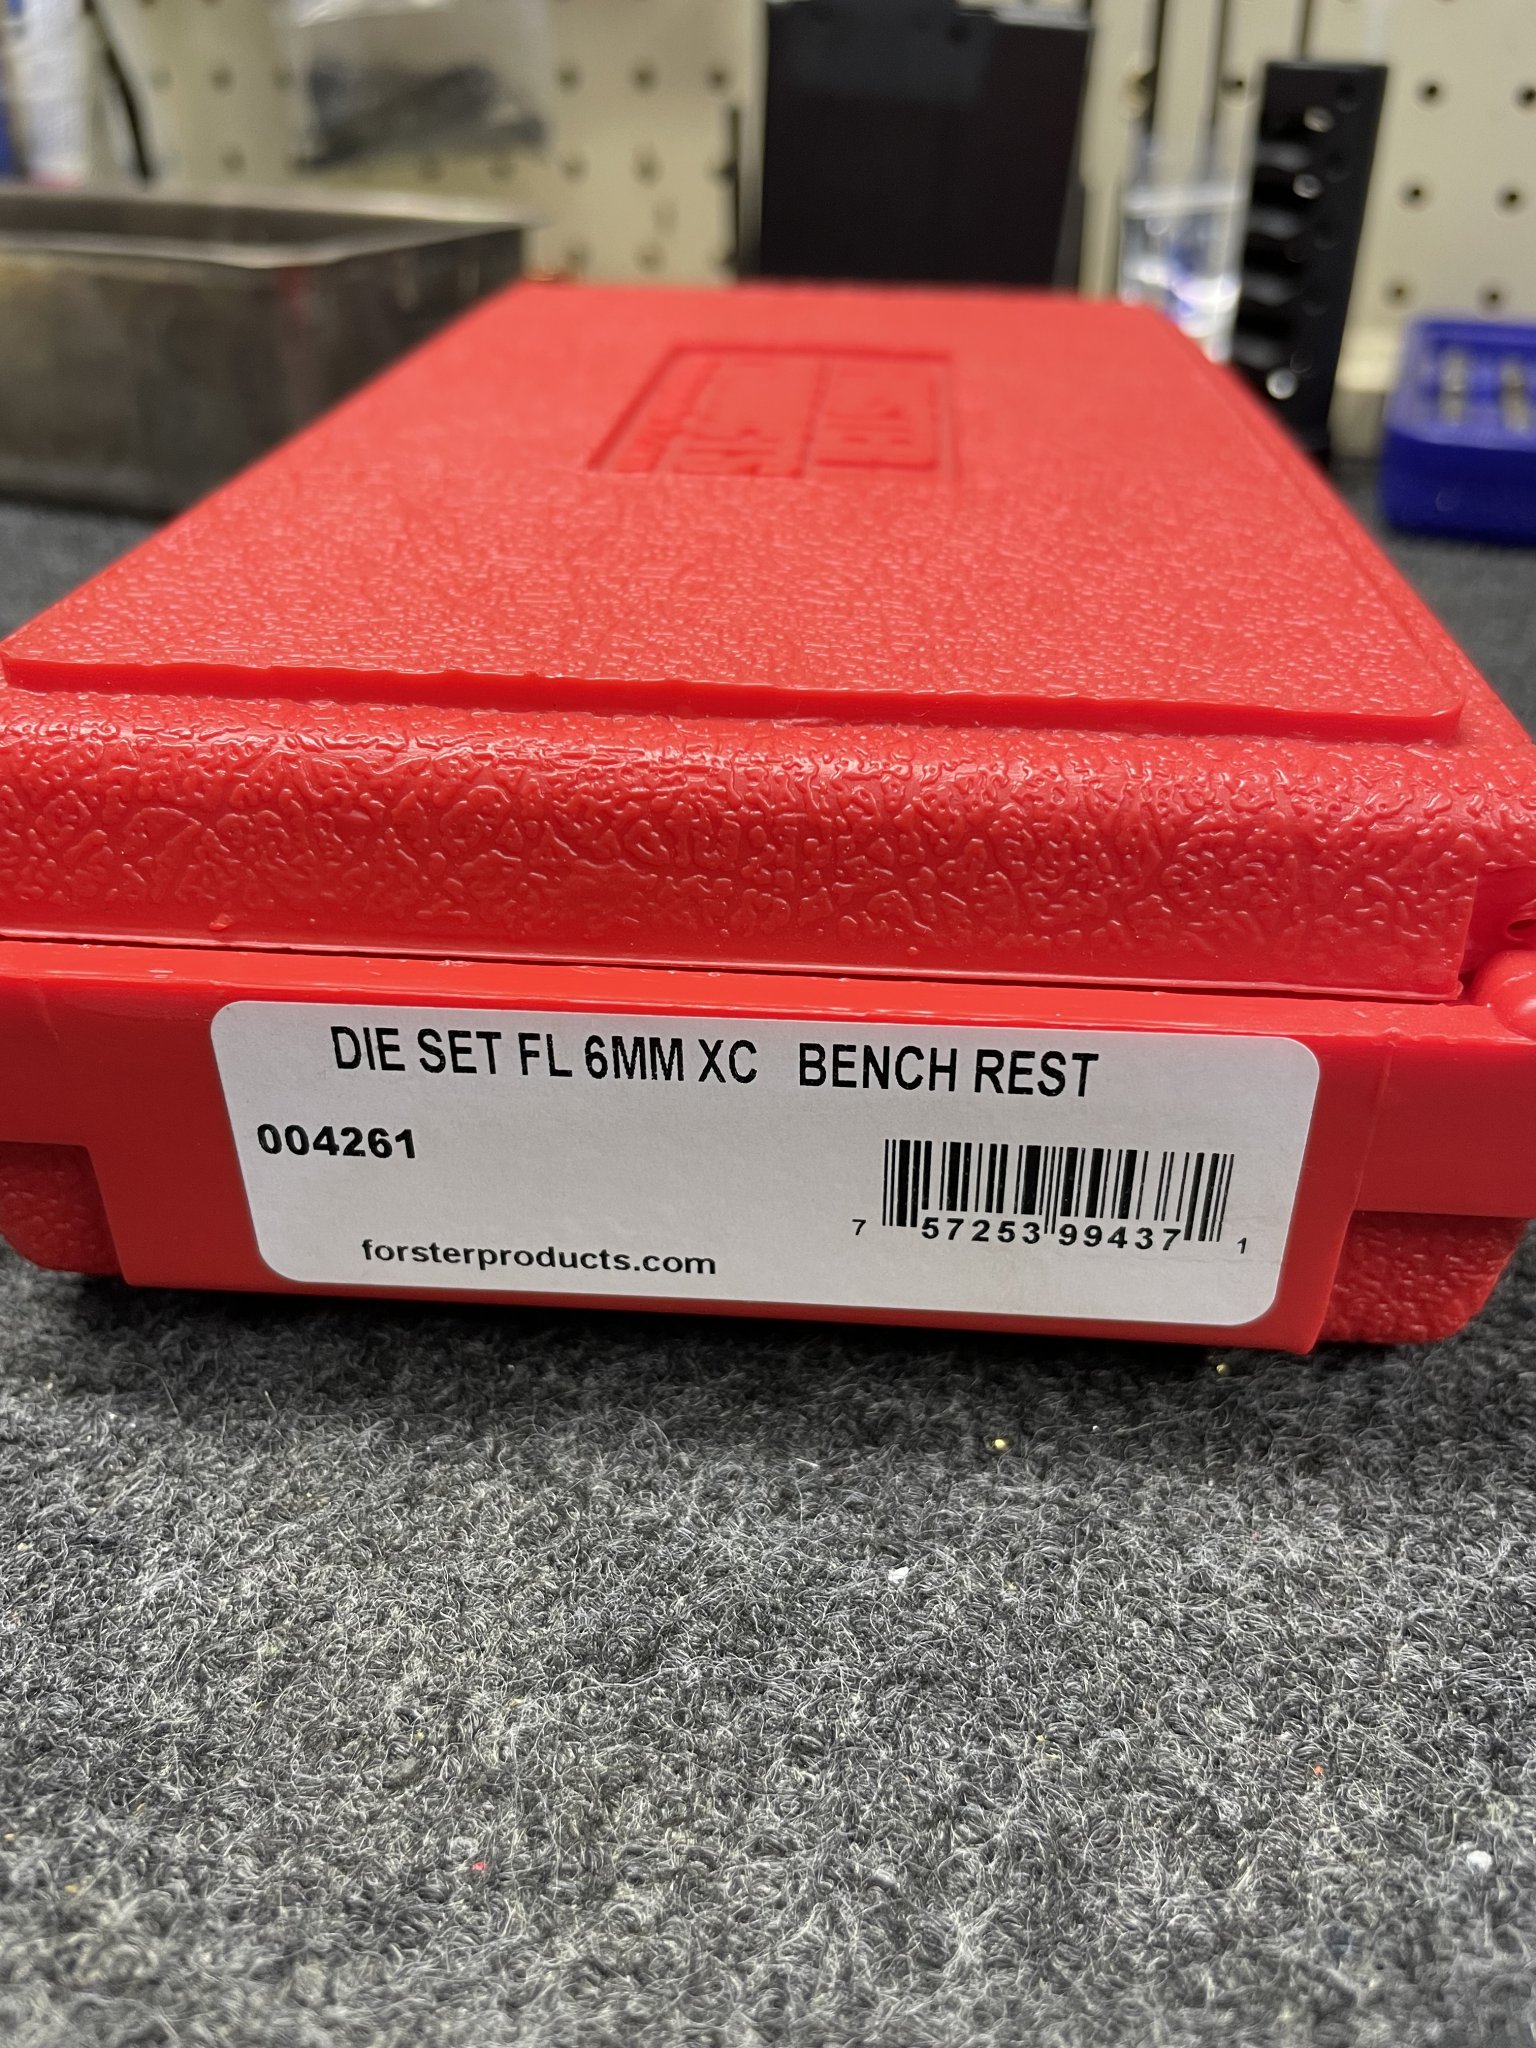 DIE SET FL 6MM XC BENCH REST
004261
7 57253 99437 1
forsterproducts.com